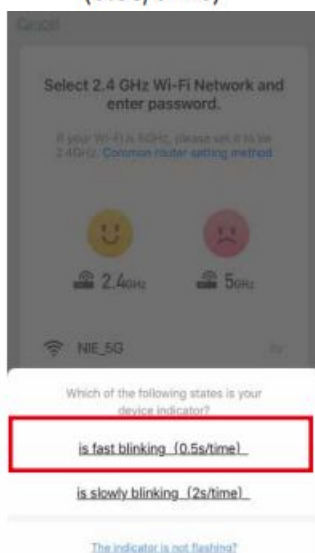 Cancel
Select 2.4 GHz Wi-Fi Network and
enter password.
If your Wi-Fi is 5GHz, please set it to be
2.4GHz. Common router setting method
2.4GHz
5GHz
NIE_5G
Which of the following states is your
device indicator?
is fast blinking (0.5s/time)
is slowly blinking (2s/time)
The indicator is not flashing?